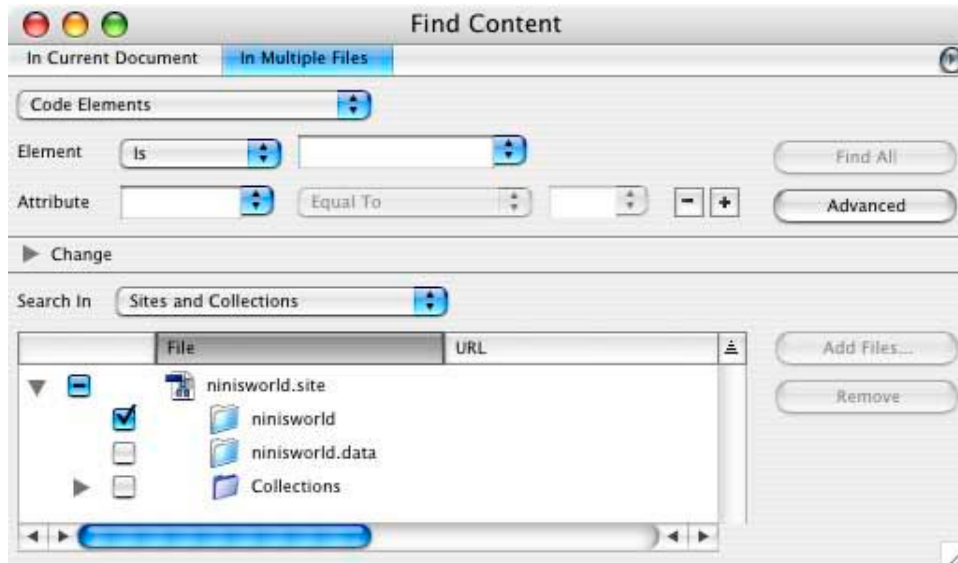 Find Content
In Current Document In Multiple Files
Code Elements
Element Is
Find All
Attribute Equal To - + Advanced
Change
Search In Sites and Collections
File URL Add Files...
ninisworld.site
Remove
ninisworld
ninisworld.data
Collections